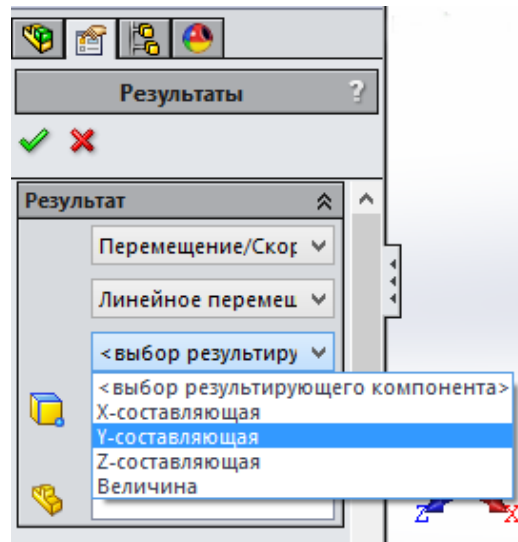 Результаты
?
Результат
Перемещение/Скор
Линейное перемещ
<выбор результиру
<выбор результирующего компонента>
X-составляющая
Y-составляющая
Z-составляющая
Величина
Z
X